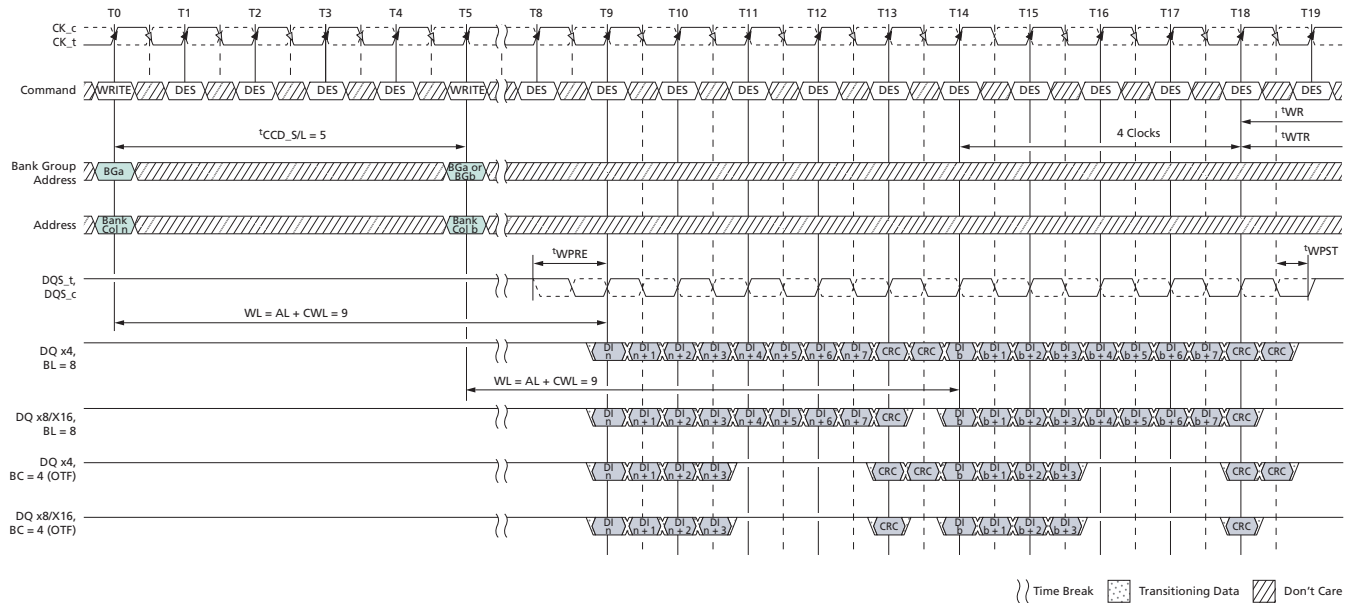 T0 T1 T2 T3 T4 T5 T8 T9 T10 T11 T12 T13 T14 T15 T16 T17 T18 T19
CK_c
CK_t
Command WRITE DES DES DES DES WRITE DES DES DES DES DES DES DES DES DES DES DES DES
tWR
tCCD_S/L = 5 4 Clocks tWTR
Bank Group
Address
BGa BGa or
BGb
Address Bank
Col n Bank
Col b
tWPRE tWPST
DQS_t,
DQS_c
WL = AL + CWL = 9
DQ x4,
BL = 8
DI
n DI
n + 1 DI
n + 2 DI
n + 3 DI
n + 4 DI
n + 5 DI
n + 6 DI
n + 7 CRC CRC DI
b DI
b + 1 DI
b + 2 DI
b + 3 DI
b + 4 DI
b + 5 DI
b + 6 DI
b + 7 CRC CRC
WL = AL + CWL = 9
DQ x8/X16,
BL = 8
DI
n DI
n + 1 DI
n + 2 DI
n + 3 DI
n + 4 DI
n + 5 DI
n + 6 DI
n + 7 CRC DI
b DI
b + 1 DI
b + 2 DI
b + 3 DI
b + 4 DI
b + 5 DI
b + 6 DI
b + 7 CRC
DQ x4,
BC = 4 (OTF)
DI
n DI
n + 1 DI
n + 2 DI
n + 3 CRC CRC DI
b DI
b + 1 DI
b + 2 DI
b + 3 CRC CRC
DQ x8/X16,
BC = 4 (OTF)
DI
n DI
n + 1 DI
n + 2 DI
n + 3 CRC DI
b DI
b + 1 DI
b + 2 DI
b + 3 CRC
Time Break Transitioning Data Don't Care